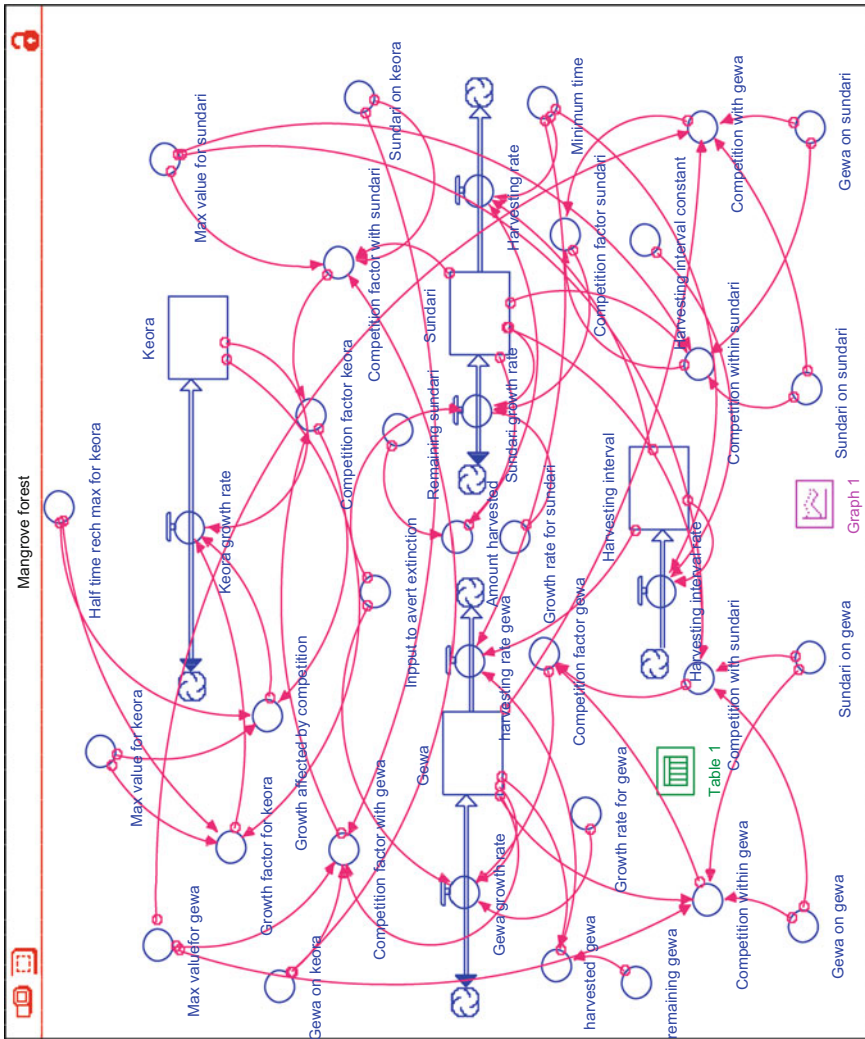 Mangrove forest
Half time rech max for keora
Max value for sundari
Sundari on keora
Max value for keora
Keora
Keora growth rate
Competition factor with sundari
Max valuefor gewa
Growth factor for keora
Growth affected by competition
Competition factor keora
Gewa on keora
Competition factor with gewa
Inpput to avert extinction
Remaining sundari
Sundari
Harvesting rate
Minimum time
Gewa
Amount harvested
Sundari growth rate
Gewa growth rate
harvesting rate gewa
Growth rate for sundari
Competition factor sundari
Competition with gewa
harvested gewa
Growth rate for gewa
Competition factor gewa
Harvesting interval
Harvesting interval constant
Gewa on sundari
remaining gewa
Harvesting interval rate
Competition within sundari
Competition within gewa
Table 1
Competition with sundari
Sundari on sundari
Gewa on gewa
Sundari on gewa
Graph 1